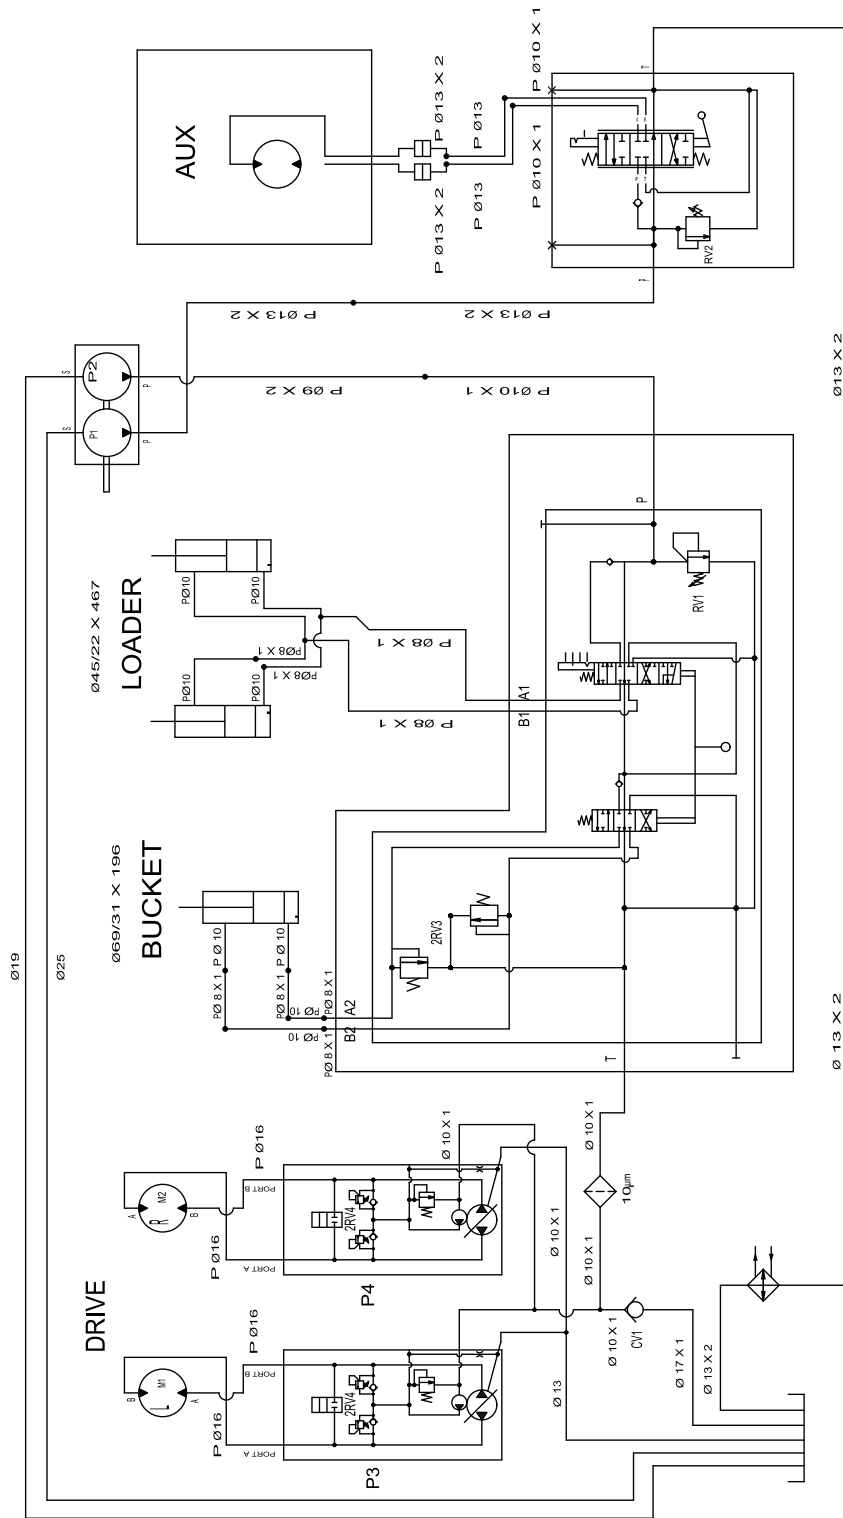 AUX
P Ø13 X 2
P Ø13 X 2
P Ø13
P Ø13
P Ø10 X 1
P Ø10 X 1
T
P
T
RV2
P
P Ø13 X 2
P Ø13 X 2
Ø13 X 2
S
P2
P
S
P1
P
P Ø9 X 2
P Ø10 X 1
P
RV1
Ø45/22 X 467
LOADER
PØ10
PØ10
PØ10
PØ10
PØ8 X 1
PØ8 X 1
P Ø8 X 1
P Ø8 X 1
A1
B1
Ø69/31 X 196
BUCKET
P Ø 10
P Ø 10
PØ 8 X 1
PØ 8 X 1
PØ 10
PØ 10
PØ 8 X 1
PØ 8 X 1
A2
B2
2RV3
T
Ø19
Ø25
Ø 13 X 2
DRIVE
A
M2
R
B
P Ø16
P Ø16
PORT B
PORT A
2RV4
P4
Ø 10 X 1
B
M1
L
A
P Ø16
P Ø16
PORT B
PORT A
2RV4
P3
Ø 10 X 1
Ø 10 X 1
10µm
Ø 10 X 1
Ø 10 X 1
CV1
Ø 13
Ø 17 X 1
Ø 13 X 2